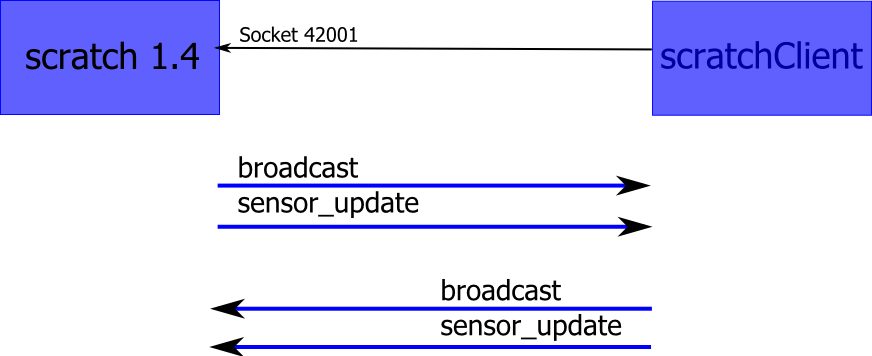 Socket 42001
scratch 1.4
scratchClient
broadcast
sensor_update
broadcast
sensor_update